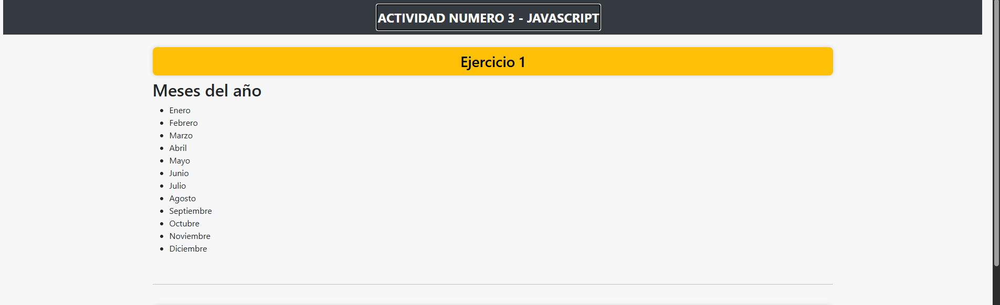 ACTIVIDAD NUMERO 3 - JAVASCRIPT
Ejercicio 1
Meses del año
Enero
Febrero
Marzo
Abril
Mayo
Junio
Julio
Agosto
Septiembre
Octubre
Noviembre
Diciembre